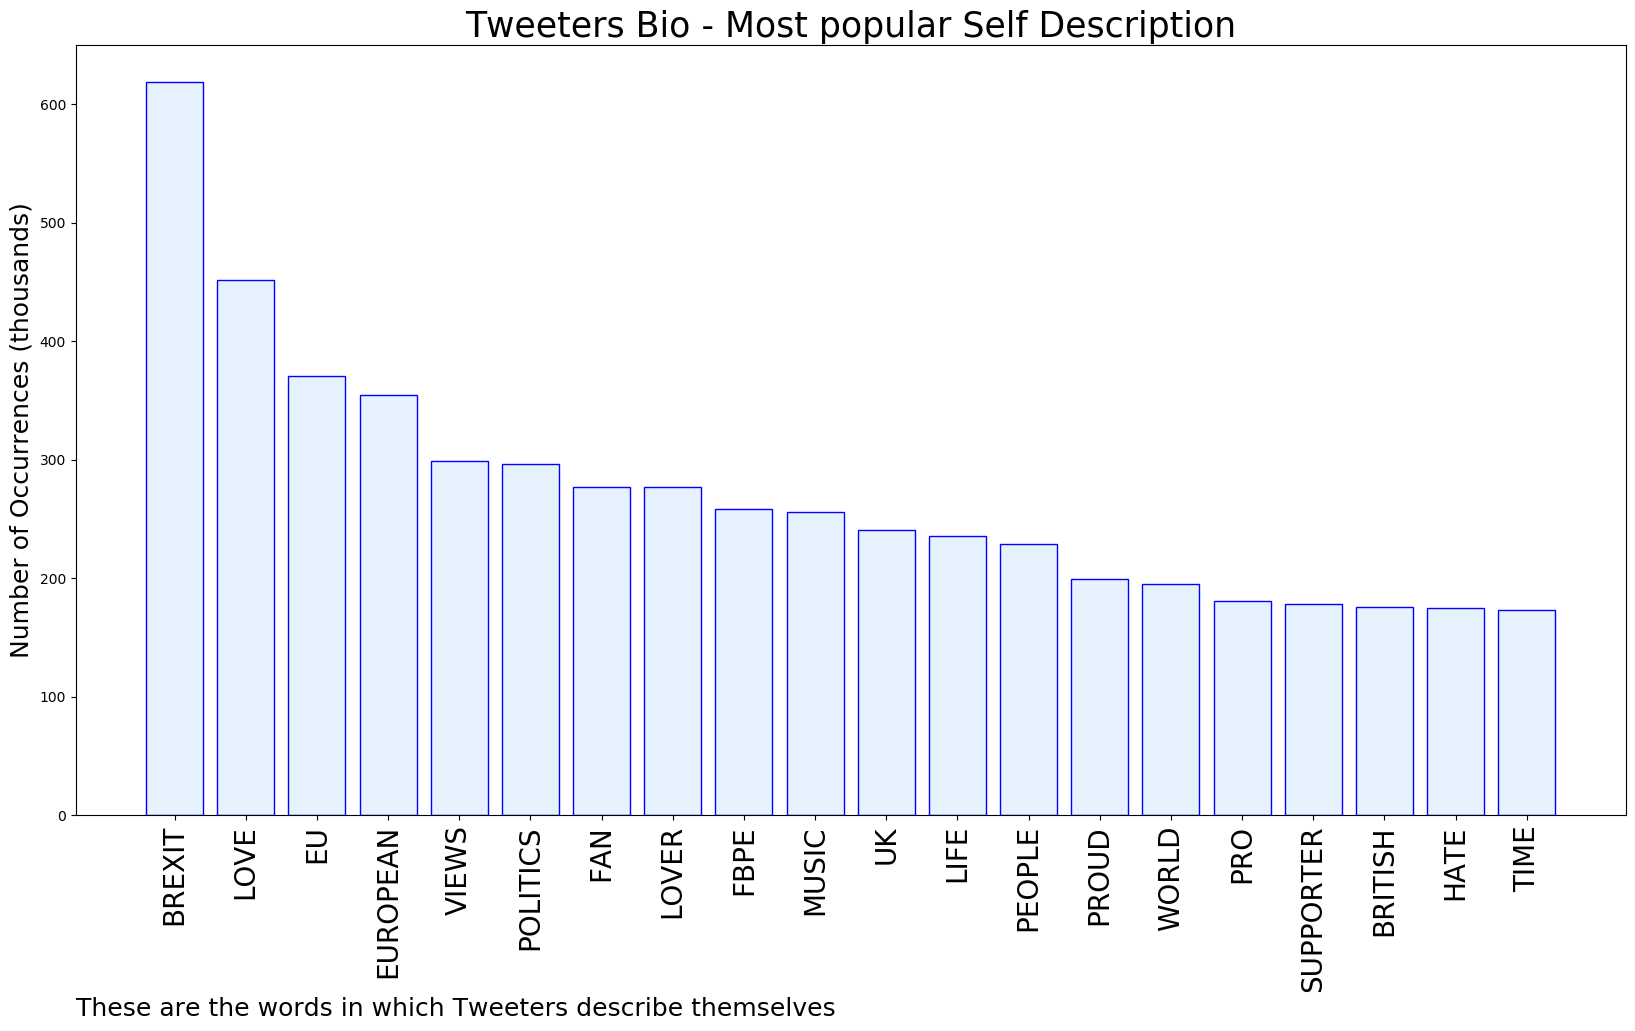 Tweeters Bio - Most popular Self Description
Number of Occurrences (thousands)
600
500
400
300
200
100
0
BREXIT
LOVE
EU
EUROPEAN
VIEWS
POLITICS
FAN
LOVER
FBPE
MUSIC
UK
LIFE
PEOPLE
PROUD
WORLD
PRO
SUPPORTER
BRITISH
HATE
TIME
These are the words in which Tweeters describe themselves